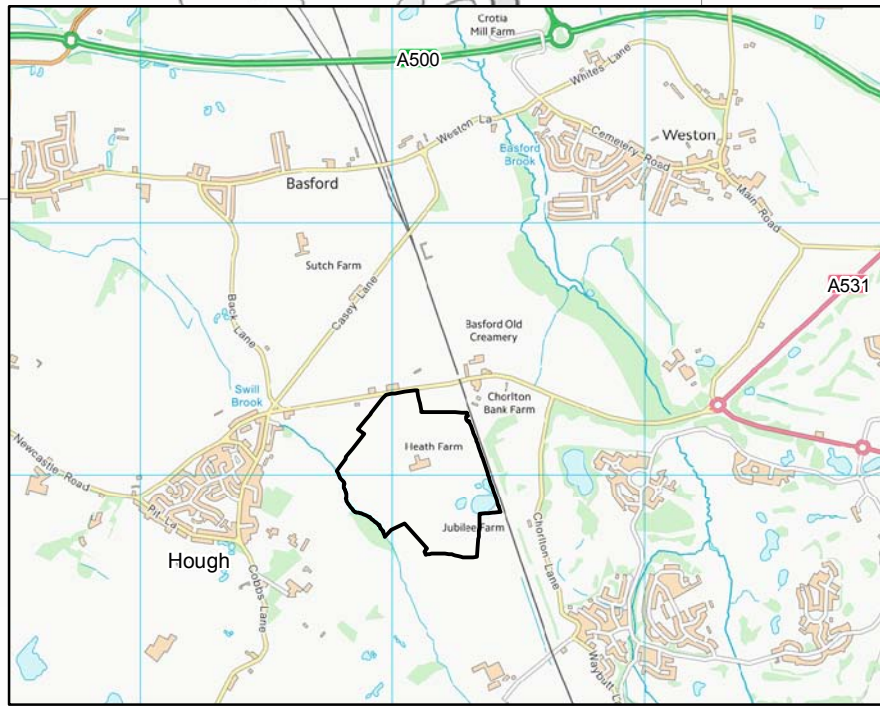 Crotia
Mill Farm
A500
Whites Lane
Weston La
Cemetery Road
Weston
Basford
Brook
Basford
Main Road
Sutch Farm
A531
Casey Lane
Back Lane
Basford Old
Creamery
Swill
Brook
Chorlton
Bank Farm
Heath Farm
Newcastle Road
Pit La
Jubilee Farm
Chorlton Lane
Hough
Cobbs Lane
Waybutt L